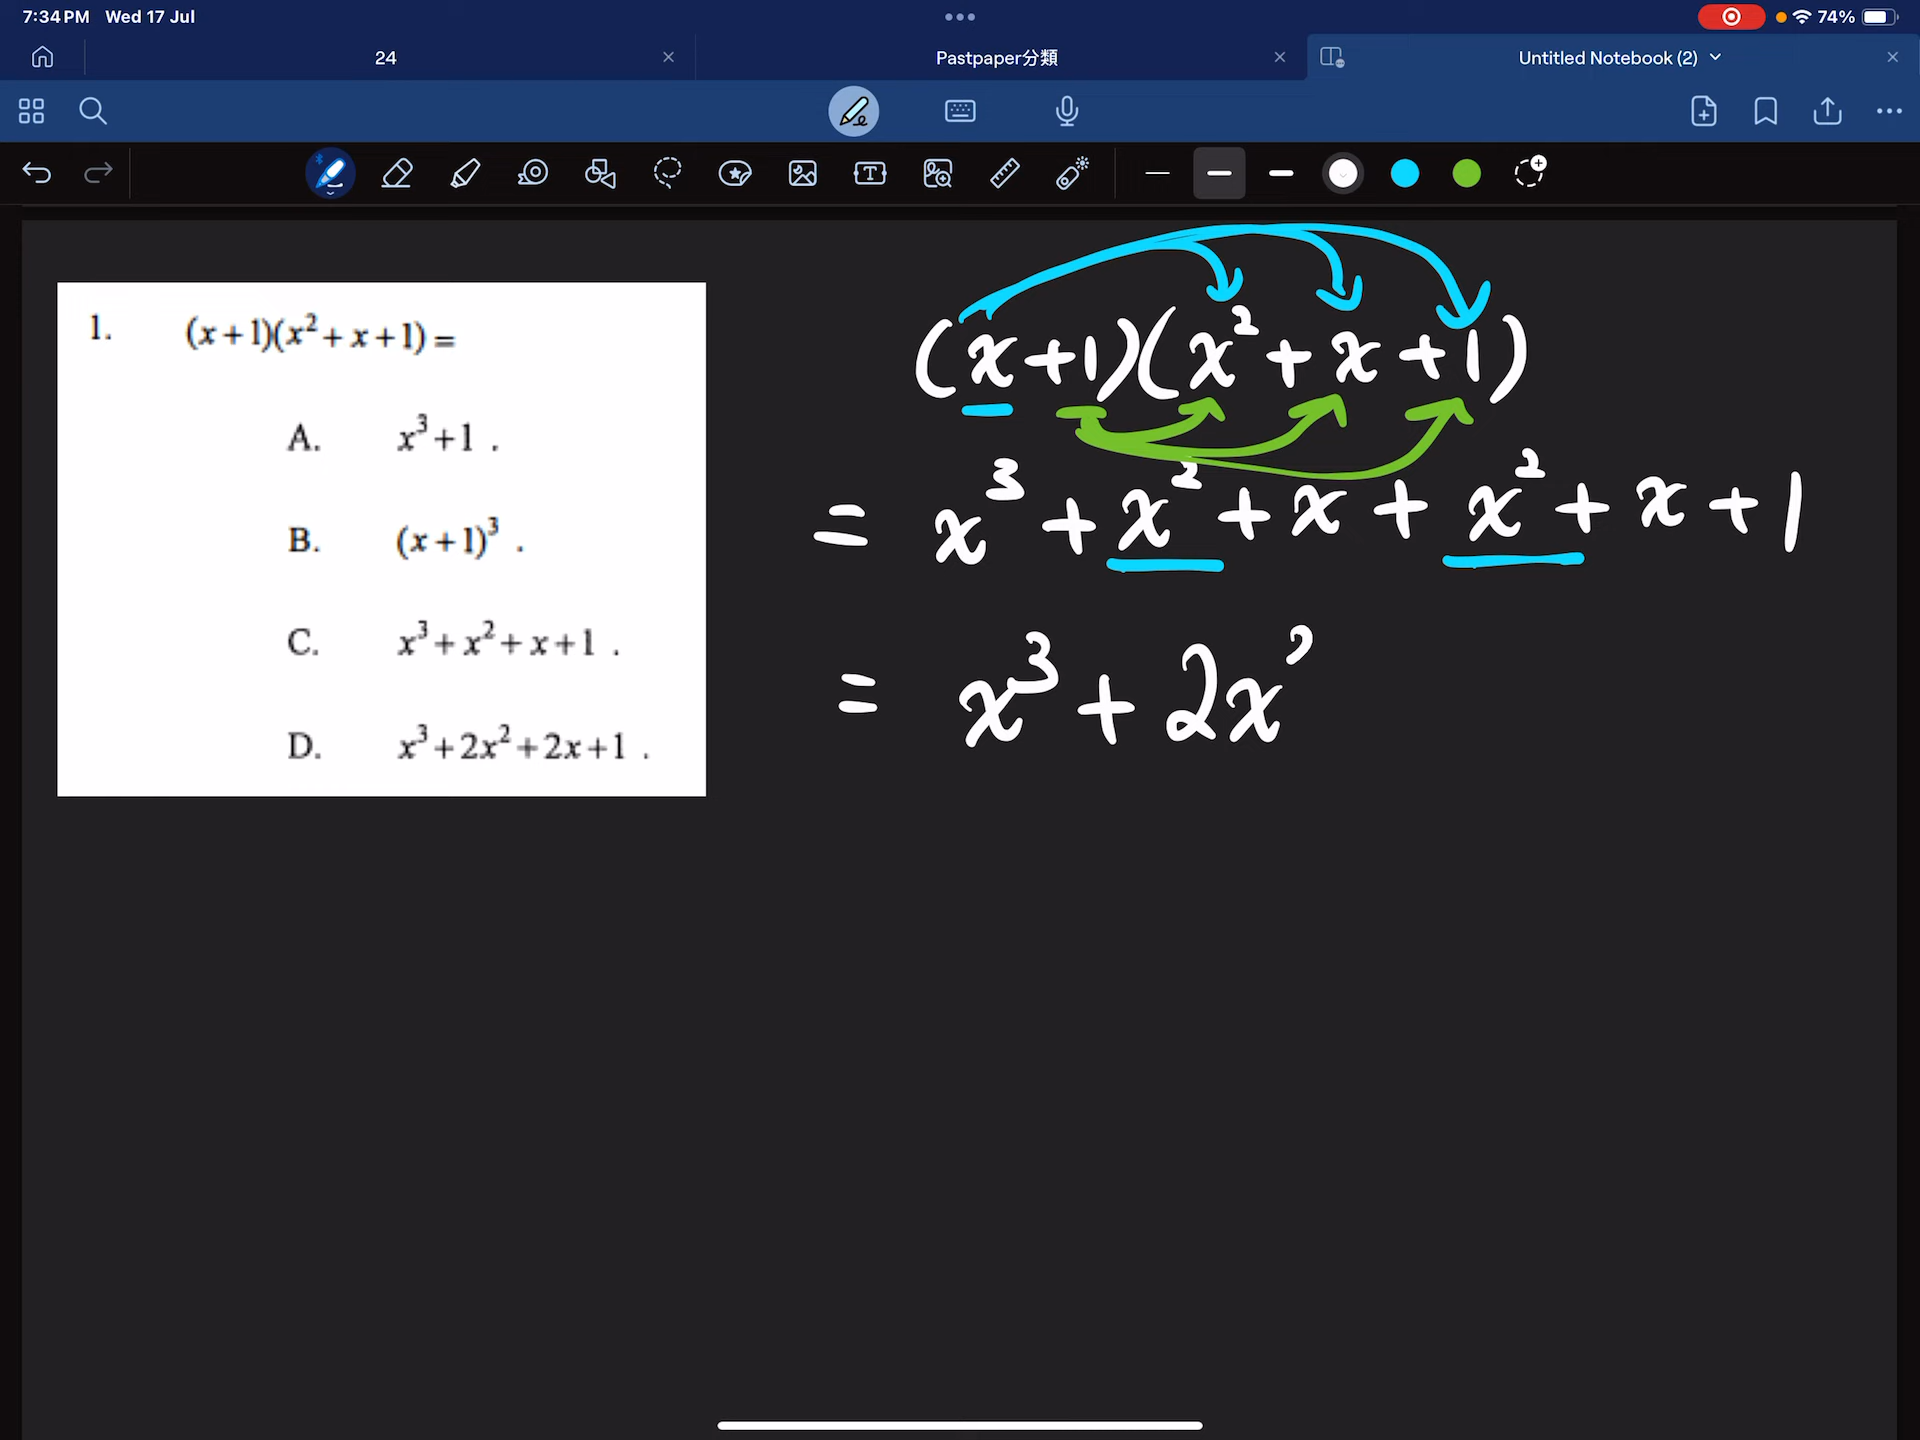 7:34 PM Wed 17 Jul
74%
24
Pastpaper分類
Untitled Notebook (2)
1. (x+1)(x²+x+1)=
A. x³+1 .
B. (x+1)³ .
C. x³+x²+x+1 .
D. x³+2x²+2x+1 .
(x+1)(x²+x+1)
= x³+x²+x+x²+x+1
= x³+2x